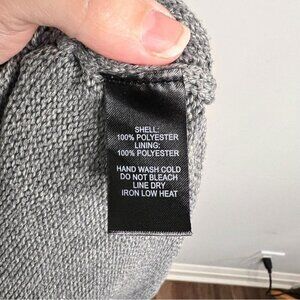 SHELL:
100% POLYESTER
LINING:
100% POLYESTER
HAND WASH COLD
DO NOT BLEACH
LINE DRY
IRON LOW HEAT